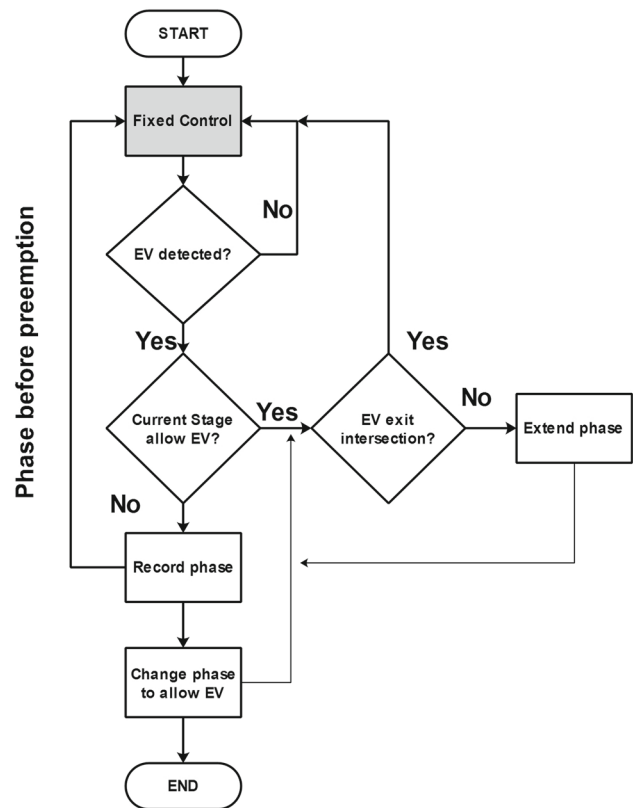 START
Fixed Control
No
EV detected?
Yes
Yes
Current Stage
allow EV?
Yes
EV exit
intersection?
No
Extend phase
No
Record phase
Change phase
to allow EV
END
Phase before preemption